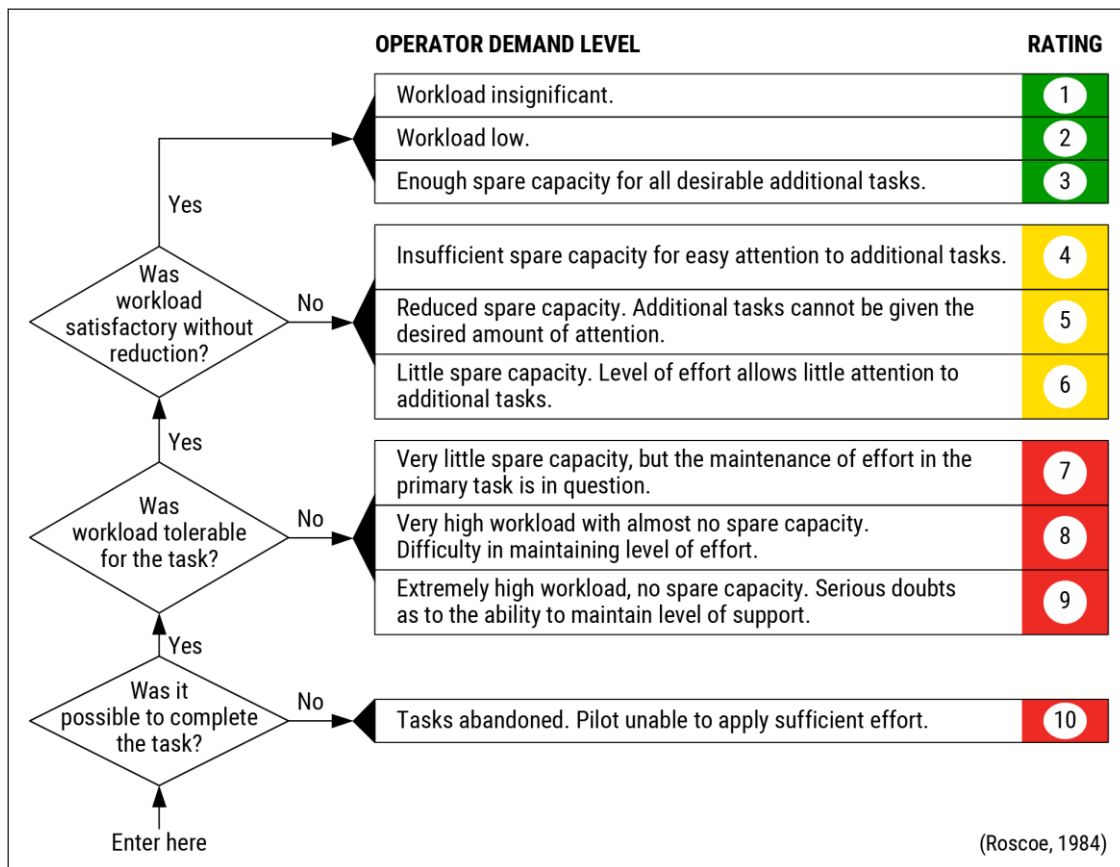 OPERATOR DEMAND LEVEL RATING
Workload insignificant. 1
Workload low. 2
Enough spare capacity for all desirable additional tasks. 3
Yes
Was
workload
satisfactory without
reduction?
No
Insufficient spare capacity for easy attention to additional tasks. 4
Reduced spare capacity. Additional tasks cannot be given the
desired amount of attention. 5
Little spare capacity. Level of effort allows little attention to
additional tasks. 6
Yes
Was
workload tolerable
for the task?
No
Very little spare capacity, but the maintenance of effort in the
primary task is in question. 7
Very high workload with almost no spare capacity.
Difficulty in maintaining level of effort. 8
Extremely high workload, no spare capacity. Serious doubts
as to the ability to maintain level of support. 9
Yes
Was it
possible to complete
the task?
No
Tasks abandoned. Pilot unable to apply sufficient effort. 10
Enter here
(Roscoe, 1984)